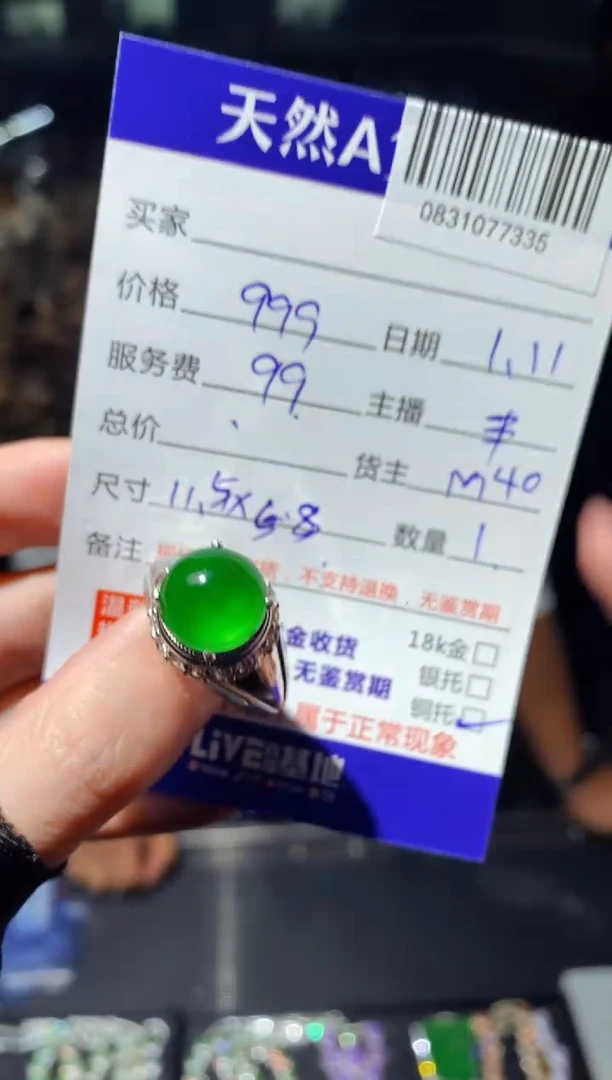 天然A
0831077335
买家
价格 999 日期 1.11
服务费 99. 主播
总价 货主 M40
尺寸 11.5x 数量 1
备注 不支持退换，无鉴赏期
金收货 18k金
无鉴赏期 银托
属于正常现象 铜托
LIVE 基地